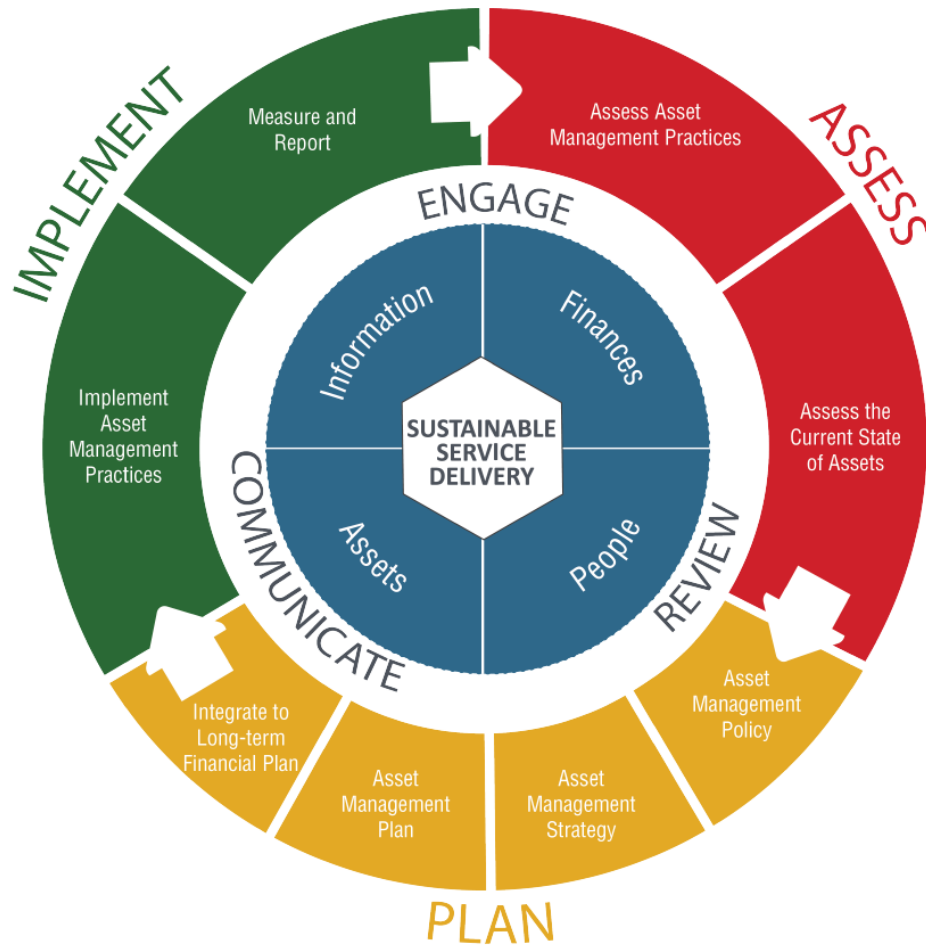 IMPLEMENT
Measure and
Report
Assess Asset
Management Practices
ASSESS
ENGAGE
Information
Finances
Implement
Asset
Management
Practices
SUSTAINABLE
SERVICE
DELIVERY
Assess the
Current State
of Assets
COMMUNICATE
Assets
People
REVIEW
Integrate to
Long-term
Financial Plan
Asset
Management
Plan
Asset
Management
Strategy
Asset
Management
Policy
PLAN